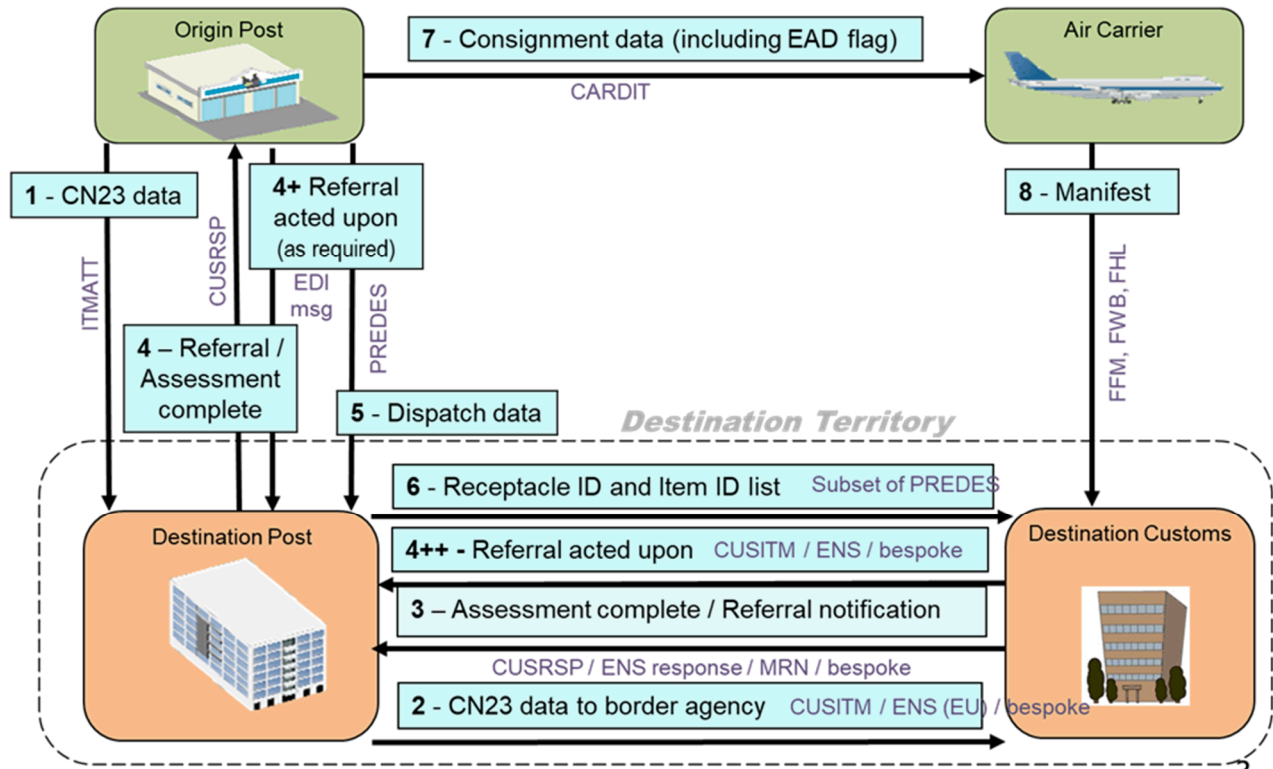 Origin Post
7 - Consignment data (including EAD flag)
CARDIT
Air Carrier
1 - CN23 data
CUSRSP
4+ Referral
acted upon
(as required)
8 - Manifest
ITMATT
EDI
msg
PREDES
FFM, FWB, FHL
4 – Referral /
Assessment
complete
5 - Dispatch data
Destination Territory
6 - Receptacle ID and Item ID list Subset of PREDES
Destination Post
4++ - Referral acted upon CUSITM / ENS / bespoke
Destination Customs
3 – Assessment complete / Referral notification
CUSRSP / ENS response / MRN / bespoke
2 - CN23 data to border agency CUSITM / ENS (EU) / bespoke